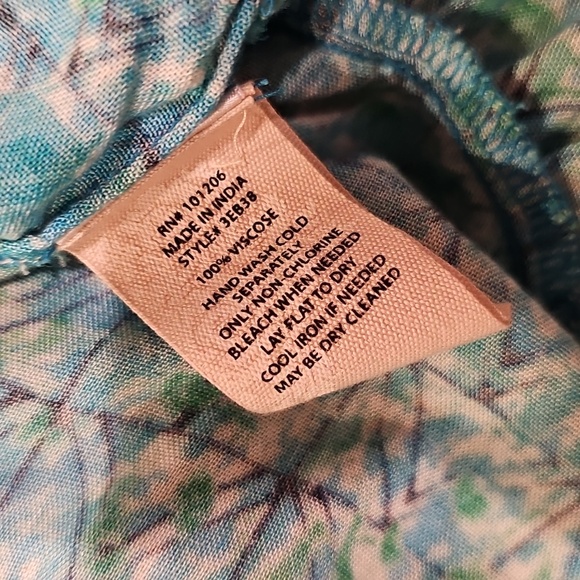 RN# 101206
MADE IN INDIA
STYLE# 3EB38
100% VISCOSE
HAND WASH COLD
SEPARATELY
ONLY NON-CHLORINE
BLEACH WHEN NEEDED
LAY FLAT TO DRY
COOL IROM IF NEEDED
MAY BE DRY CLEANED